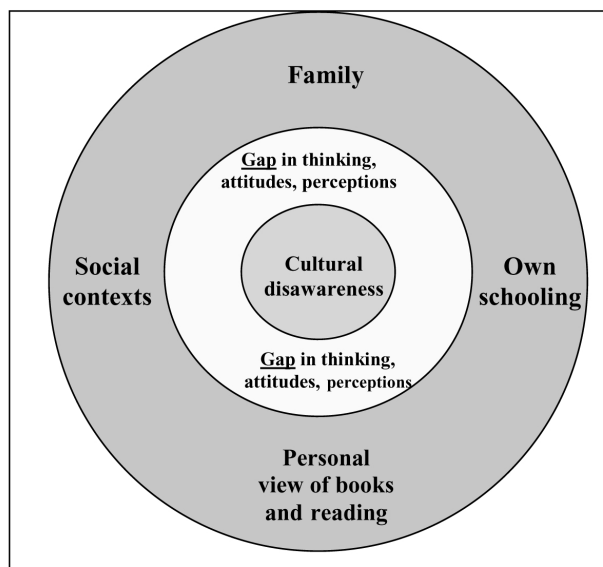 Family
Gap in thinking,
attitudes, perceptions
Social
contexts
Cultural
disawareness
Own
schooling
Gap in thinking,
attitudes, perceptions
Personal
view of books
and reading